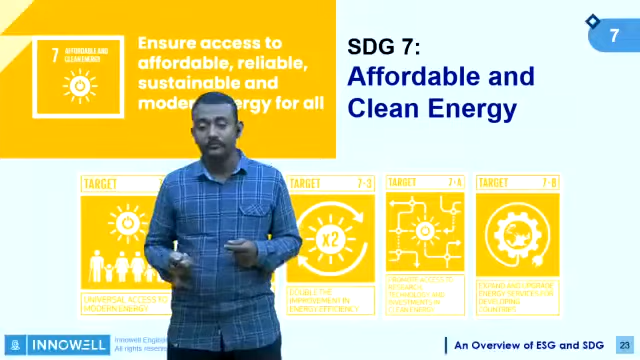 7 AFFORDABLE AND
CLEAN ENERGY
Ensure access to
affordable, reliable,
sustainable and
modern energy for all
SDG 7:
Affordable and
Clean Energy
7
TARGET
UNIVERSAL ACCESS TO
MODERN ENERGY
TARGET 7·3
X2
DOUBLE THE
IMPROVEMENT IN
ENERGY EFFICIENCY
TARGET 7·A
RESEARCH,
TECHNOLOGY AND
INVESTMENTS IN
CLEAN ENERGY
TARGET 7·B
EXPAND AND UPGRADE
ENERGY SERVICES FOR
DEVELOPING
COUNTRIES
INNOWELL
Innowell
All rights
An Overview of ESG and SDG
23